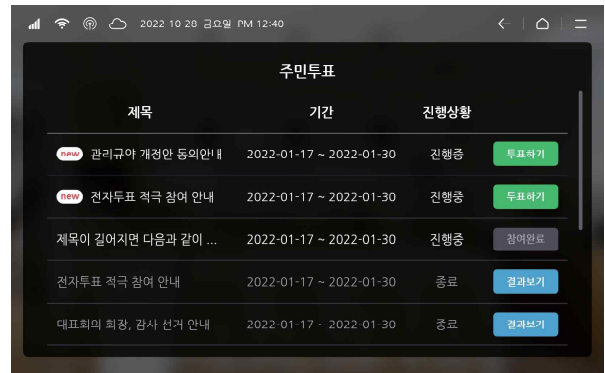 2022 10 28 금요일 PM 12:40
주민투표
제목 기간 진행상황
new 관리규약 개정안 동의안내 2022-01-17 ~ 2022-01-30 진행중 투표하기
new 전자투표 적극 참여 안내 2022-01-17 ~ 2022-01-30 진행중 투표하기
제목이 길어지면 다음과 같이 ... 2022-01-17 ~ 2022-01-30 진행중 참여완료
전자투표 적극 참여 안내 2022-01-17 ~ 2022-01-30 종료 결과보기
대표회의 회장, 감사 선거 안내 2022-01-17 - 2022-01-30 종료 결과보기